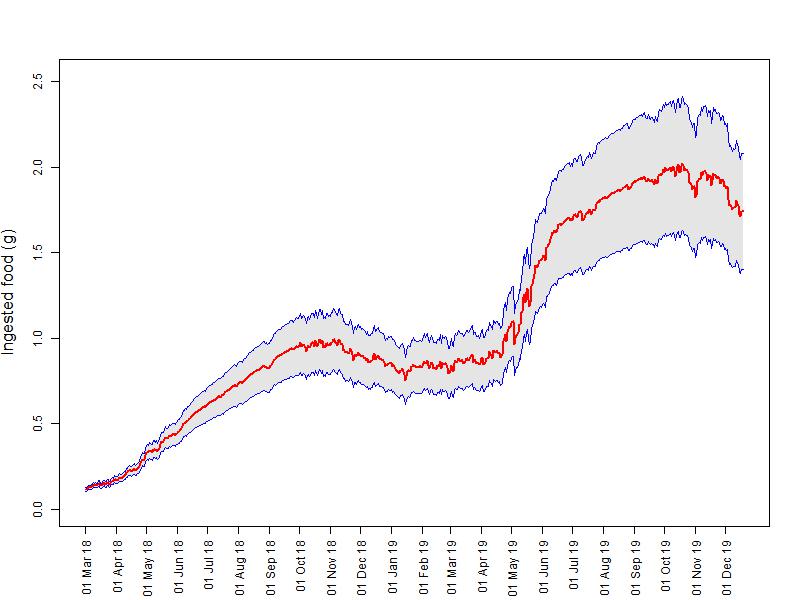 Ingested food (g)
2.5
2.0
1.5
1.0
0.5
0.0
01 Mar 18
01 Apr 18
01 May 18
01 Jun 18
01 Jul 18
01 Aug 18
01 Sep 18
01 Oct 18
01 Nov 18
01 Dec 18
01 Jan 19
01 Feb 19
01 Mar 19
01 Apr 19
01 May 19
01 Jun 19
01 Jul 19
01 Aug 19
01 Sep 19
01 Oct 19
01 Nov 19
01 Dec 19